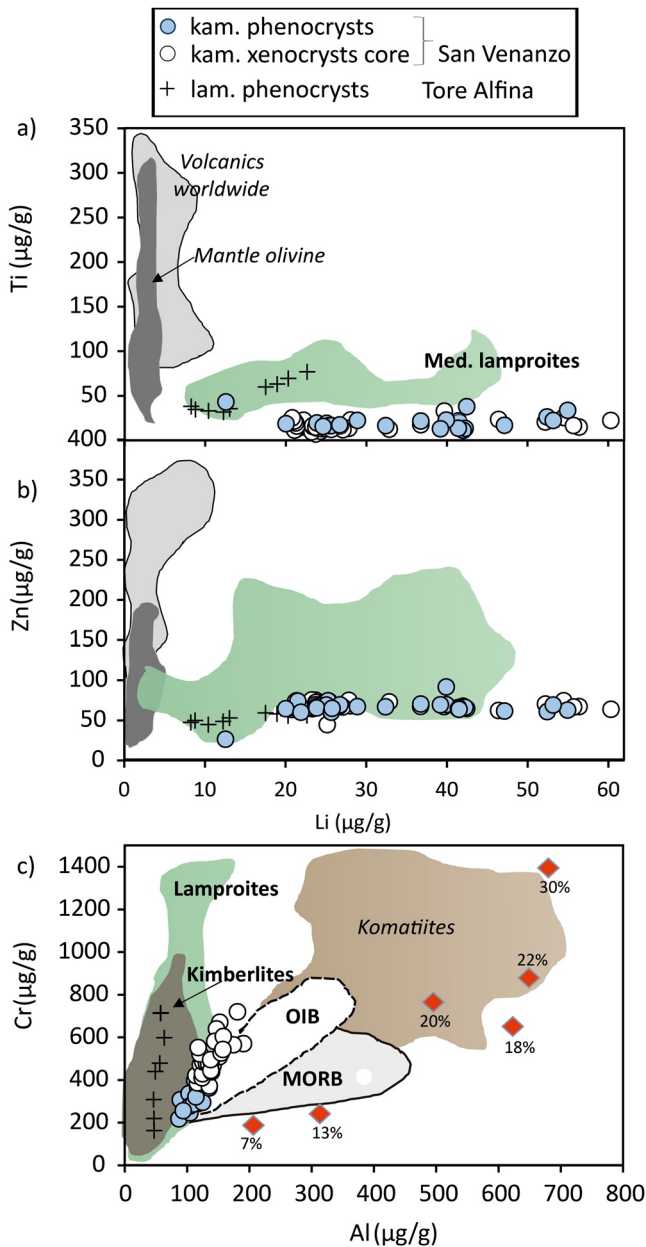 kam. phenocrysts
kam. xenocrysts core
San Venanzo
lam. phenocrysts
Tore Alfina
a)
350
300
250
200
150
100
50
400
Ti (µg/g)
Volcanics
worldwide
Mantle olivine
Med. lamproites
b)
350
300
250
200
150
100
50
0
Zn(µg/g)
0 10 20 30 40 50 60
Li (µg/g)
c)
1400
1200
1000
800
600
400
200
0
Cr(µg/g)
Lamproites
Kimberlites
Komatiites
OIB
MORB
30%
22%
20%
18%
13%
7%
0 100 200 300 400 500 600 700 800
Al(µg/g)